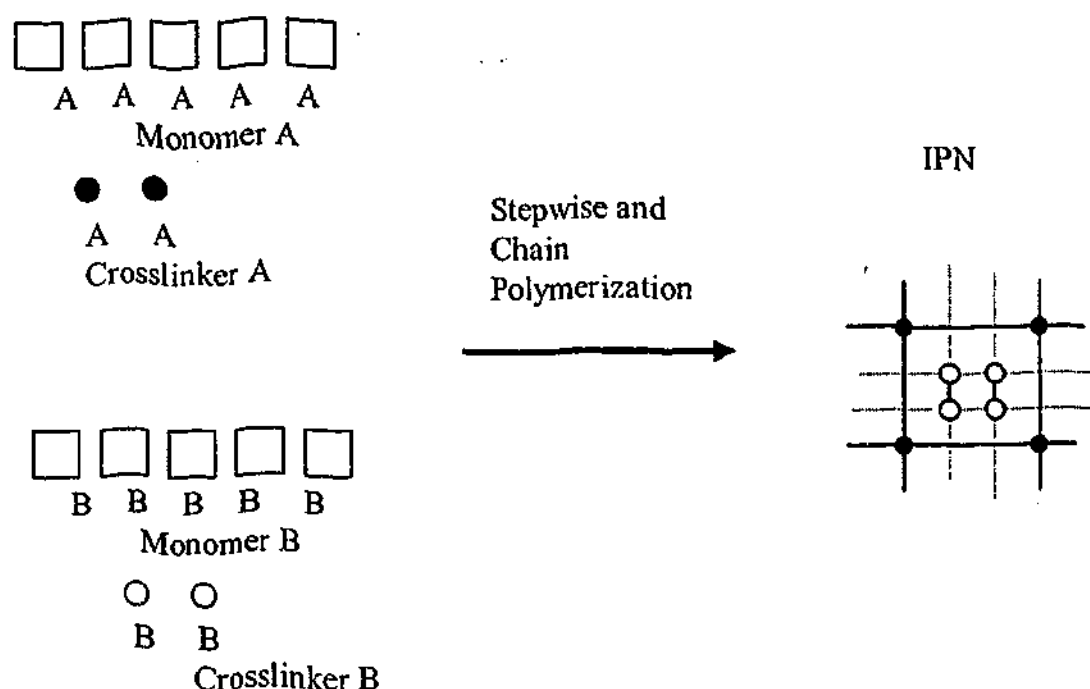 A A A A A
Monomer A
A A
Crosslinker A
Stepwise and
Chain
Polymerization
IPN
B B B B B
Monomer B
B B
Crosslinker B